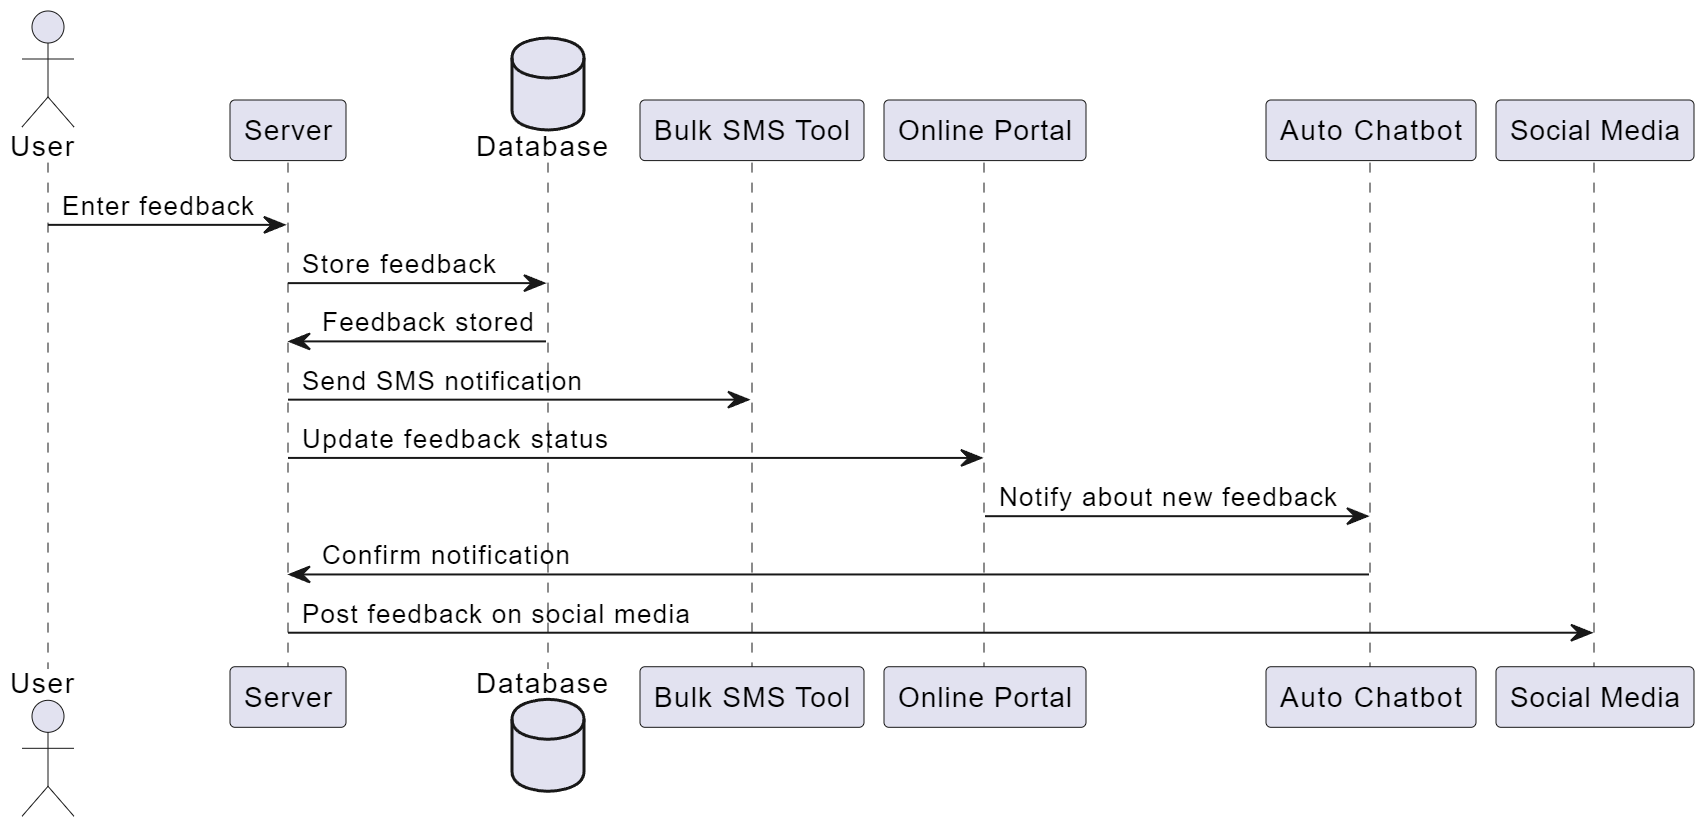 User
Server
Database
Bulk SMS Tool
Online Portal
Auto Chatbot
Social Media
Enter feedback
Store feedback
Feedback stored
Send SMS notification
Update feedback status
Notify about new feedback
Confirm notification
Post feedback on social media
User
Server
Database
Bulk SMS Tool
Online Portal
Auto Chatbot
Social Media